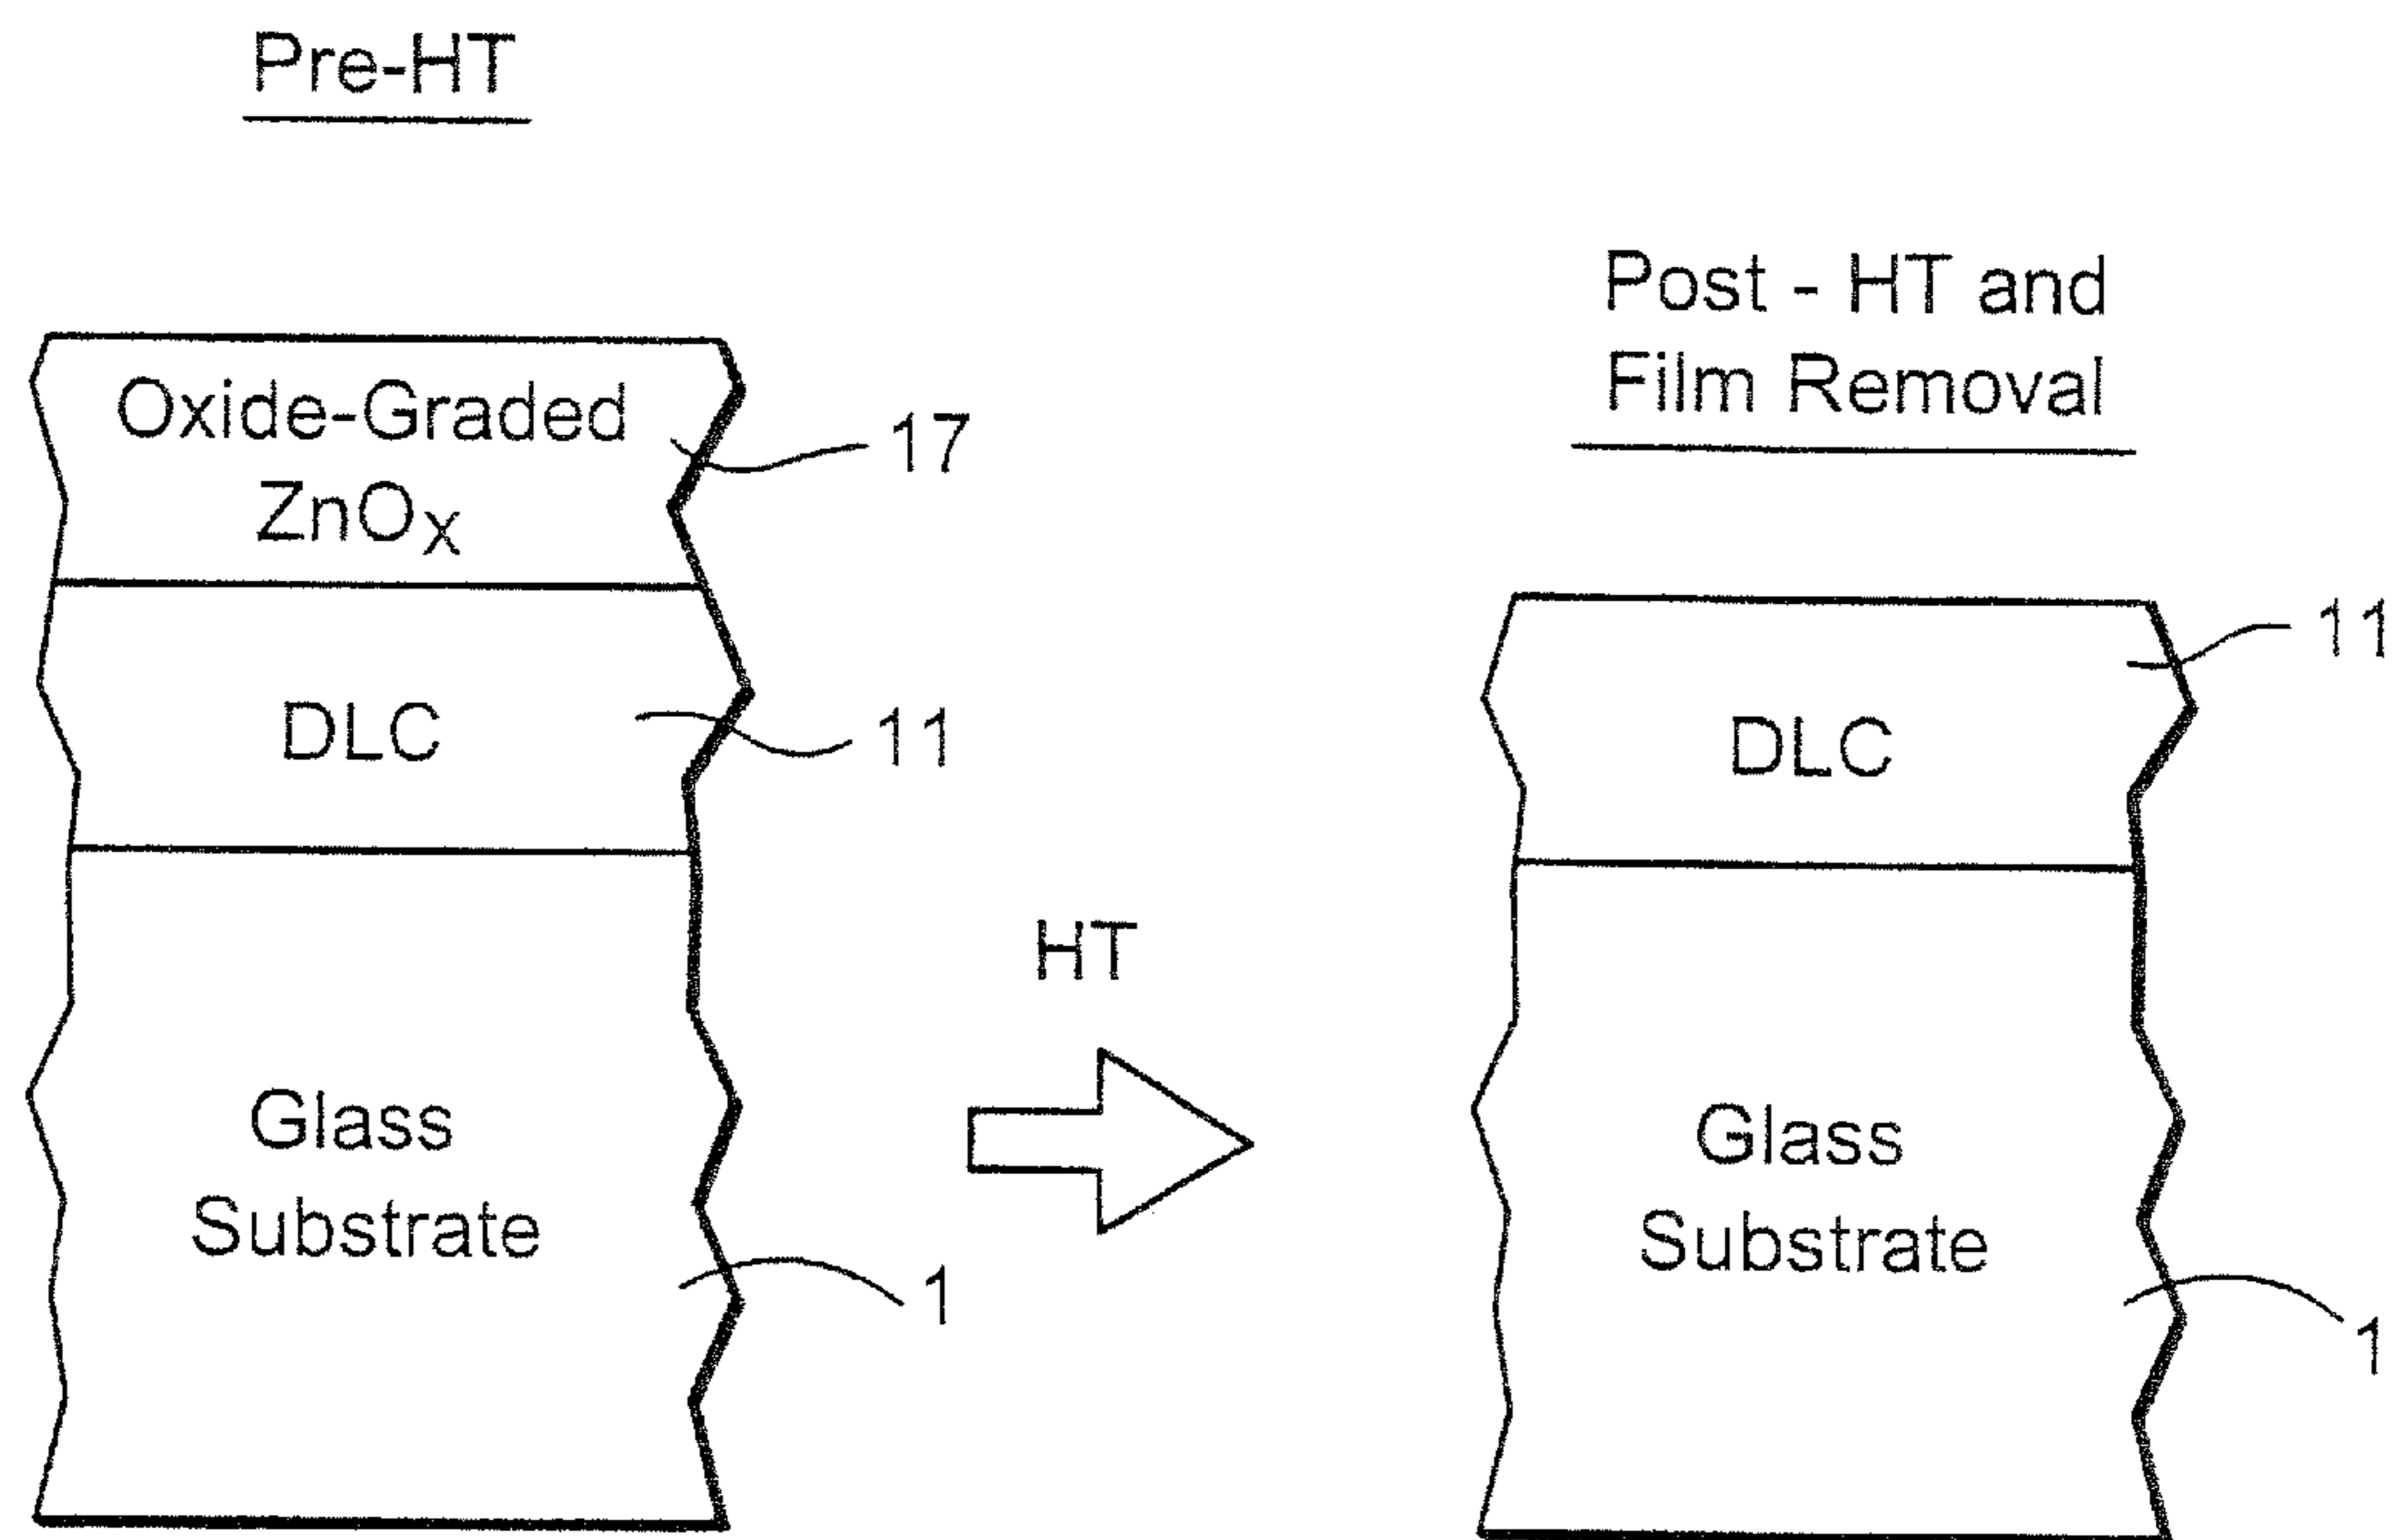 Pre-HT
Oxide-Graded
ZnOx
17
DLC
11
Glass
Substrate
1
HT
Post - HT and
Film Removal
11
DLC
Glass
Substrate
1